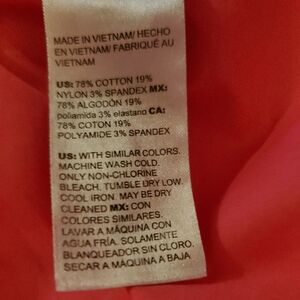 MADE IN VIETNAM/ HECHO
EN VIETNAM/ FABRIQUÉ AU
VIETNAM
US: 78% COTTON 19%
NYLON 3% SPANDEX MX:
78% ALGODÓN 19%
poliamida 3% elastano CA:
78% COTON 19%
POLYAMIDE 3% SPANDEX
US: WITH SIMILAR COLORS.
MACHINE WASH COLD.
ONLY NON-CHLORINE
BLEACH. TUMBLE DRY LOW.
COOL IRON. MAY BE DRY
CLEANED MX: CON
COLORES SIMILARES.
LAVAR A MÁQUINA CON
AGUA FRÍA. SOLAMENTE
BLANQUEADOR SIN CLORO.
SECAR A MÁQUINA A BAJA